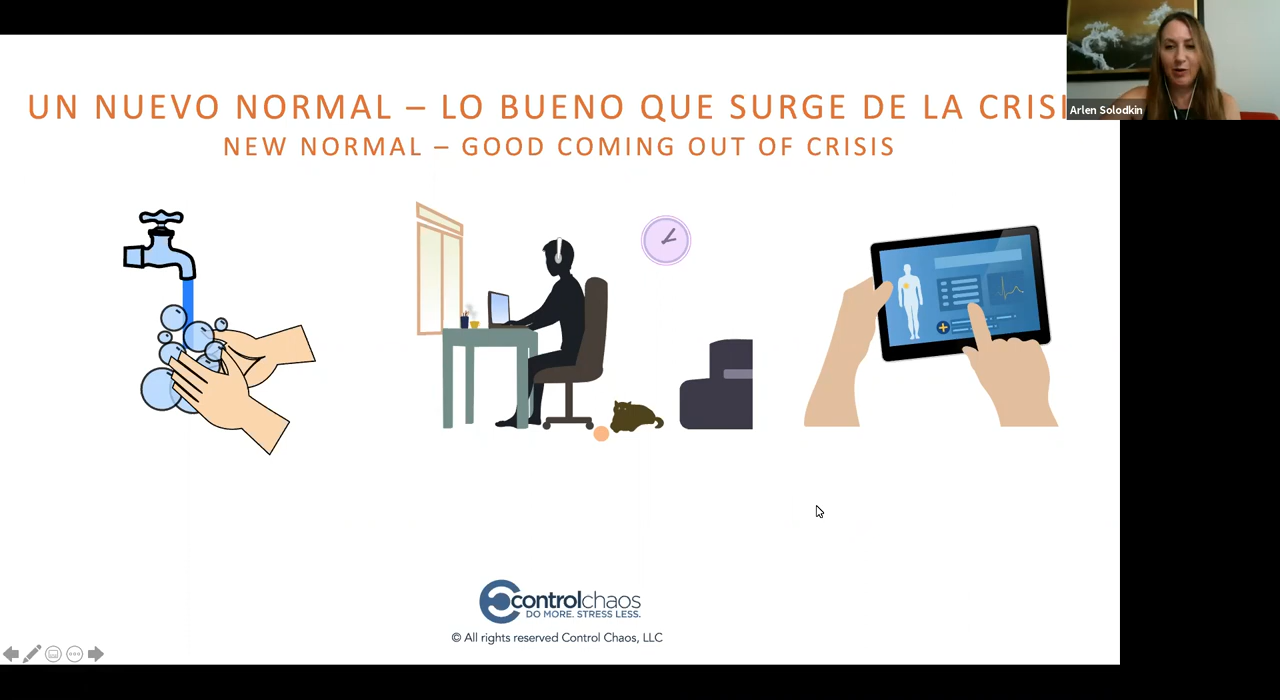 UN NUEVO NORMAL – LO BUENO QUE SURGE DE LA CRISI
NEW NORMAL – GOOD COMING OUT OF CRISIS
Arlen Solodkin
controlchaos
DO MORE. STRESS LESS.
© All rights reserved Control Chaos, LLC